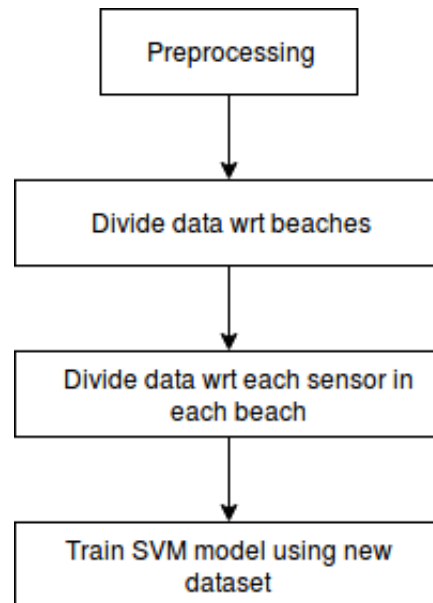 Preprocessing
Divide data wrt beaches
Divide data wrt each sensor in
each beach
Train SVM model using new
dataset